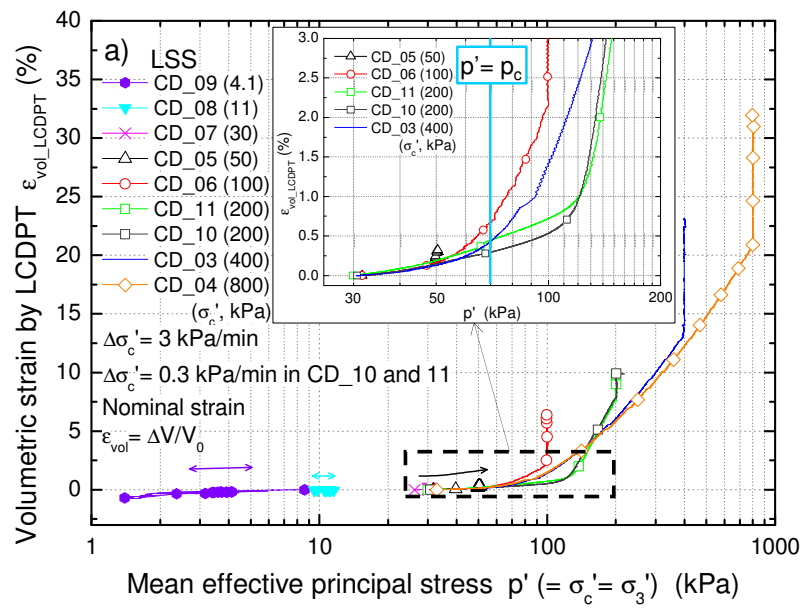 a)
LSS
CD_09 (4.1)
CD_08 (11)
CD_07 (30)
CD_05 (50)
CD_06 (100)
CD_11 (200)
CD_10 (200)
CD_03 (400)
CD_04 (800)
(σc', kPa)
Δσc'= 3 kPa/min
Δσc'= 0.3 kPa/min in CD_10 and 11
Nominal strain
εvol= ΔV/V0
CD_05 (50)
CD_06 (100)
CD_11 (200)
CD_10 (200)
CD_03 (400)
(σc', kPa)
p'= pc
εvol_LCDPT (%)
3.0
2.5
2.0
1.5
1.0
0.5
0.0
30
50
100
200
p' (kPa)
Volumetric strain by LCDPT εvol_LCDPT (%)
40
35
30
25
20
15
10
5
0
-5
-10
1
10
100
1000
Mean effective principal stress p' (= σc'= σ3') (kPa)